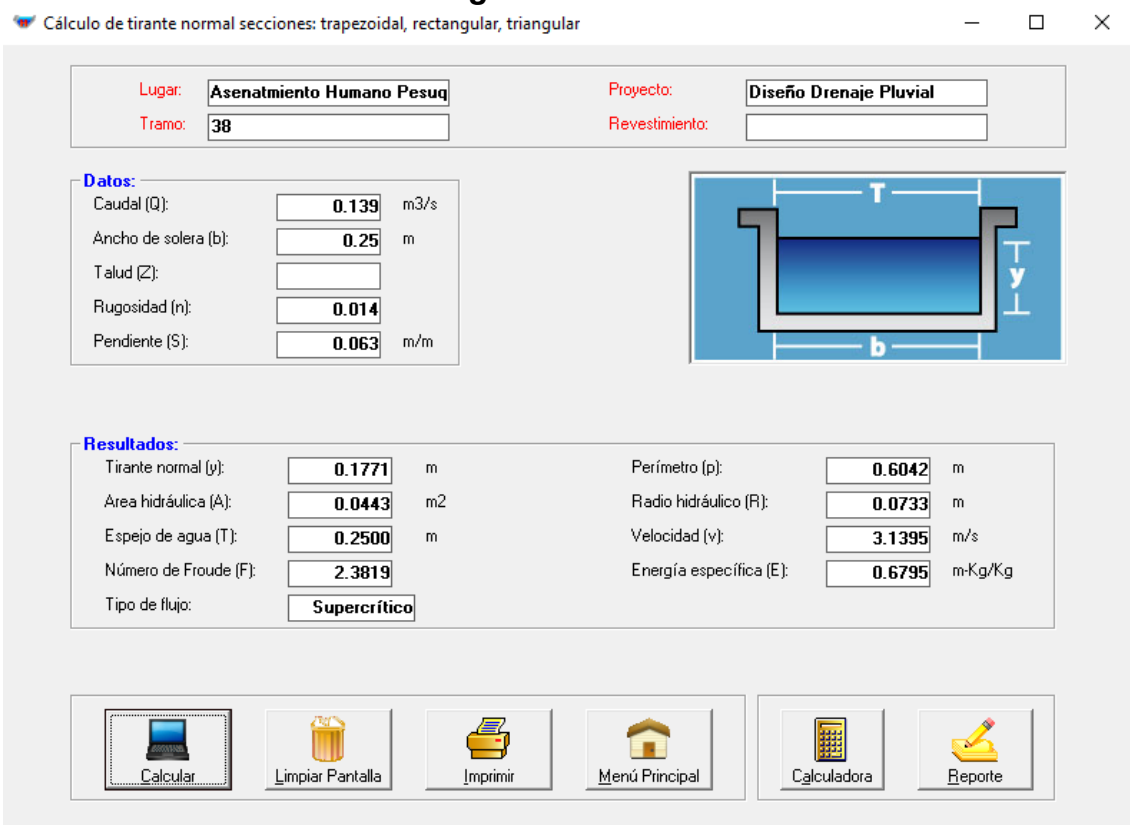 Cálculo de tirante normal secciones: trapezoidal, rectangular, triangular
Lugar: Asenatmiento Humano Pesuq Proyecto: Diseño Drenaje Pluvial
Tramo: 38 Revestimiento:
Datos:
Caudal (Q): 0.139 m3/s
Ancho de solera (b): 0.25 m
Talud (Z):
Rugosidad (n): 0.014
Pendiente (S): 0.063 m/m
T
y
b
Resultados:
Tirante normal (y): 0.1771 m Perímetro (p): 0.6042 m
Area hidráulica (A): 0.0443 m2 Radio hidráulico (R): 0.0733 m
Espejo de agua (T): 0.2500 m Velocidad (v): 3.1395 m/s
Número de Froude (F): 2.3819 Energía específica (E): 0.6795 m-Kg/Kg
Tipo de flujo: Supercrítico
Calcular Limpiar Pantalla Imprimir Menú Principal Calculadora Reporte